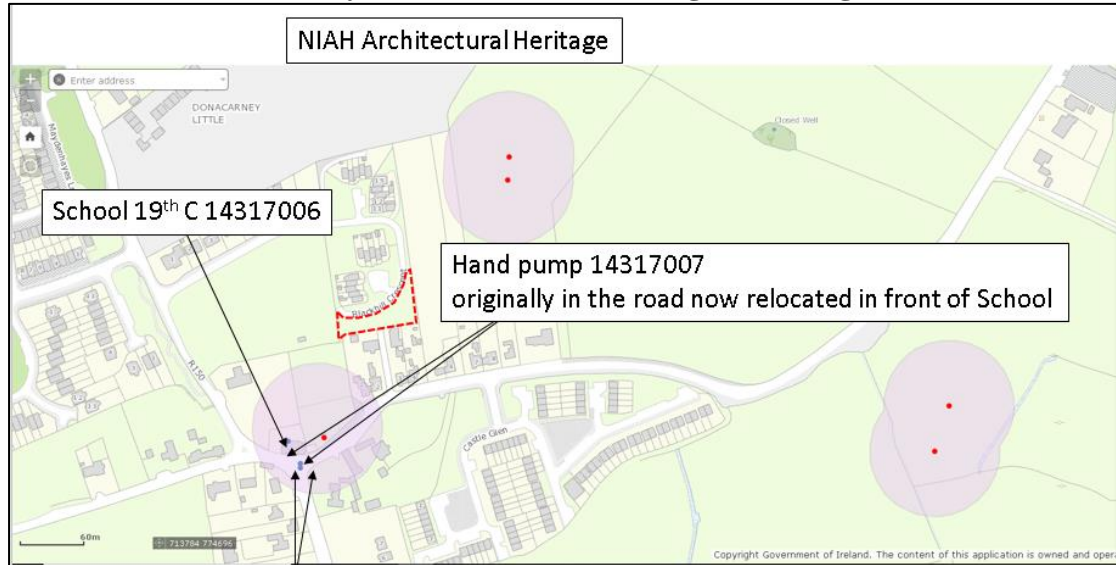 NIAH Architectural Heritage
+
Enter address
−
DONACARNEY
LITTLE
Closed Well
School 19th C 14317006
Hand pump 14317007
originally in the road now relocated in front of School
Blackhill Crescent
R150
Castle Glen
60m
713784 774696
Copyright Government of Ireland. The content of this application is owned and opera